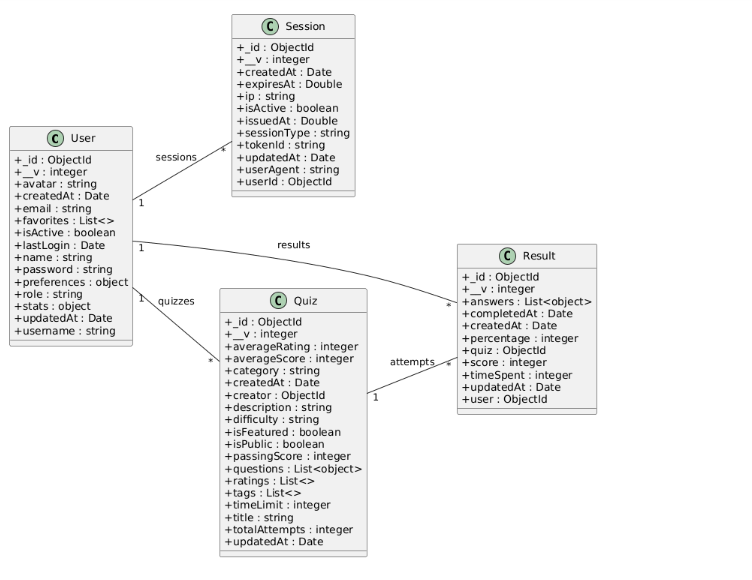 C Session
+_id : ObjectId
+__v : integer
+createdAt : Date
+expiresAt : Double
+ip : string
+isActive : boolean
+issuedAt : Double
+sessionType : string
+tokenId : string
+updatedAt : Date
+userAgent : string
+userId : ObjectId
C User
+_id : ObjectId
+__v : integer
+avatar : string
+createdAt : Date
+email : string
+favorites : List<>
+isActive : boolean
+lastLogin : Date
+name : string
+password : string
+preferences : object
+role : string
+stats : object
+updatedAt : Date
+username : string
sessions
1
*
results
1
*
quizzes
1
*
C Quiz
+_id : ObjectId
+__v : integer
+averageRating : integer
+averageScore : integer
+category : string
+createdAt : Date
+creator : ObjectId
+description : string
+difficulty : string
+isFeatured : boolean
+isPublic : boolean
+passingScore : integer
+questions : List<object>
+ratings : List<>
+tags : List<>
+timeLimit : integer
+title : string
+totalAttempts : integer
+updatedAt : Date
attempts
1
*
C Result
+_id : ObjectId
+__v : integer
+answers : List<object>
+completedAt : Date
+createdAt : Date
+percentage : integer
+quiz : ObjectId
+score : integer
+timeSpent : integer
+updatedAt : Date
+user : ObjectId